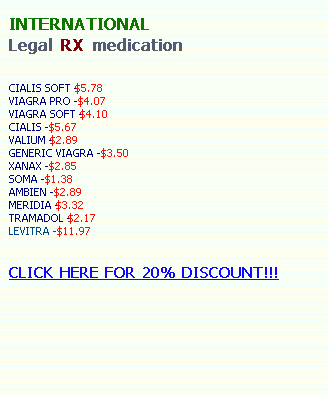 INTERNATIONAL
Legal RX medication
CIALIS SOFT $5.78
VIAGRA PRO -$4.07
VIAGRA SOFT $4.10
CIALIS -$5.67
VALIUM $2.89
GENERIC VIAGRA -$3.50
XANAX -$2.85
SOMA -$1.38
AMBIEN -$2.89
MERIDIA $3.32
TRAMADOL $2.17
LEVITRA -$11.97
CLICK HERE FOR 20% DISCOUNT!!!